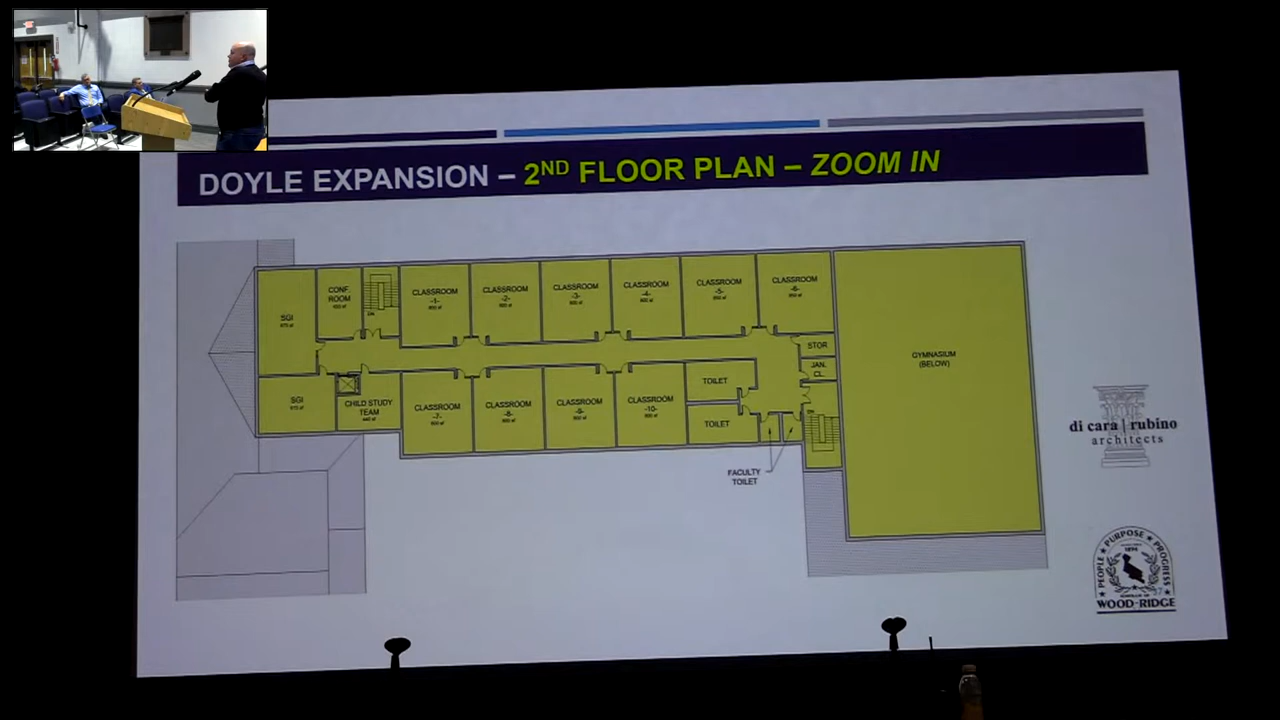 DOYLE EXPANSION – 2ND FLOOR PLAN – ZOOM IN
SGI
CONF.
ROOM
CLASSROOM
-1-
CLASSROOM
-2-
CLASSROOM
-3-
CLASSROOM
-4-
CLASSROOM
-5-
CLASSROOM
-6-
STOR
JAN.
CL.
GYMNASIUM
(BELOW)
SGI
CHILD STUDY
TEAM
CLASSROOM
-7-
CLASSROOM
-8-
CLASSROOM
-9-
CLASSROOM
-10-
TOILET
TOILET
FACULTY
TOILET
di cara | rubino
architects
PEOPLE ★ PURPOSE ★ PROGRESS
1894
WOOD-RIDGE